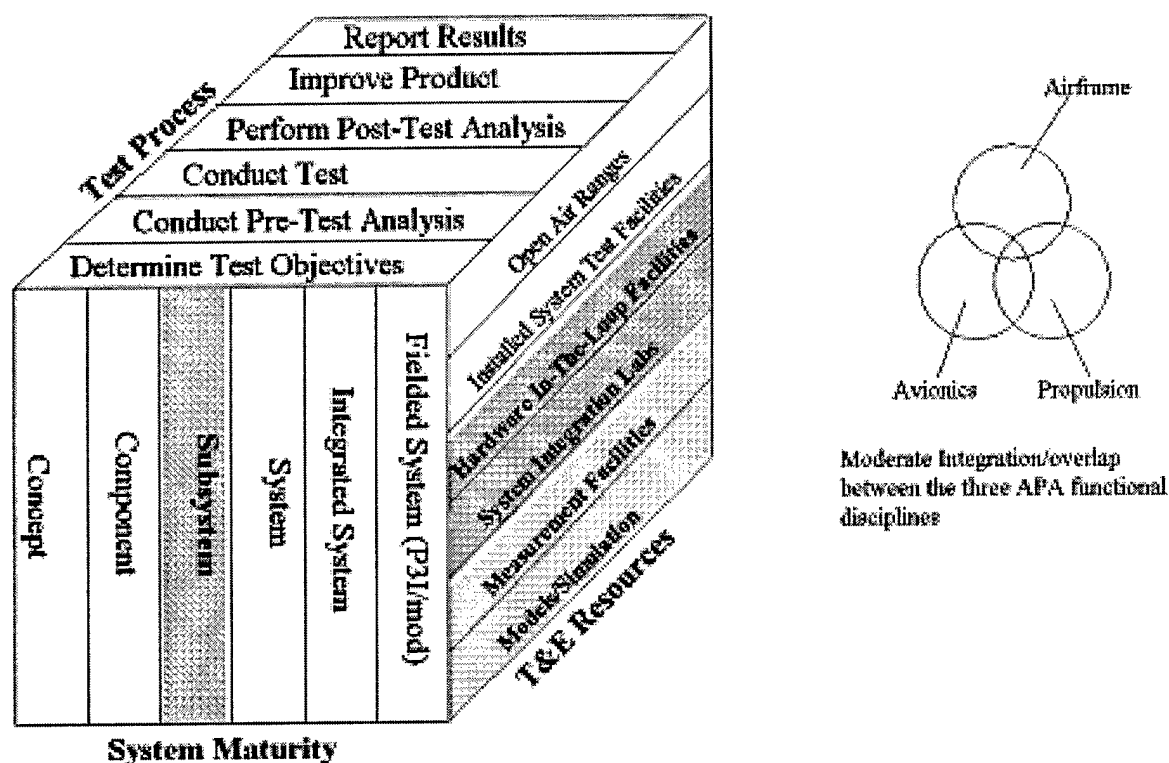 Report Results
Improve Product
Perform Post-Test Analysis
Conduct Test
Conduct Pre-Test Analysis
Determine Test Objectives
Test Process
Open Air Ranges
Installed System Test Facilities
Hardware In-The-Loop Facilities
System Integration Labs
Measurement Facilities
Models/Simulation
T&E Resources
Concept
Component
Subsystem
System
Integrated System
Fielded System (P3I/mod)
System Maturity
Airframe
Avionics
Propulsion
Moderate Integration/overlap
between the three APA functional
disciplines